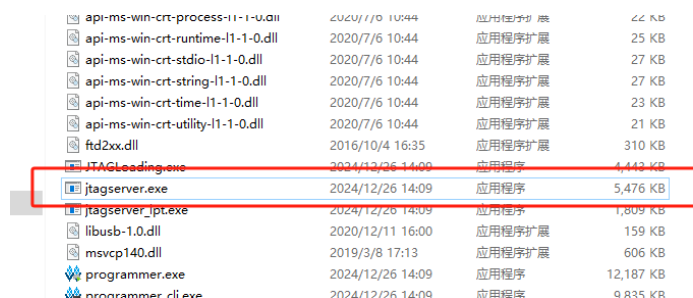 api-ms-win-crt-process-l1-1-0.dll 2020/7/6 10:44 应用程序扩展 22 KB
api-ms-win-crt-runtime-l1-1-0.dll 2020/7/6 10:44 应用程序扩展 25 KB
api-ms-win-crt-stdio-l1-1-0.dll 2020/7/6 10:44 应用程序扩展 27 KB
api-ms-win-crt-string-l1-1-0.dll 2020/7/6 10:44 应用程序扩展 27 KB
api-ms-win-crt-time-l1-1-0.dll 2020/7/6 10:44 应用程序扩展 23 KB
api-ms-win-crt-utility-l1-1-0.dll 2020/7/6 10:44 应用程序扩展 21 KB
ftd2xx.dll 2016/10/4 16:35 应用程序扩展 310 KB
JTAGLoading.exe 2024/12/26 14:09 应用程序 4,443 KB
jtagserver.exe 2024/12/26 14:09 应用程序 5,476 KB
jtagserver_lpt.exe 2024/12/26 14:09 应用程序 1,809 KB
libusb-1.0.dll 2020/12/11 16:00 应用程序扩展 159 KB
msvcp140.dll 2019/3/8 17:13 应用程序扩展 606 KB
programmer.exe 2024/12/26 14:09 应用程序 12,187 KB
programmer_cli.exe 2024/12/26 14:09 应用程序 9,835 KB